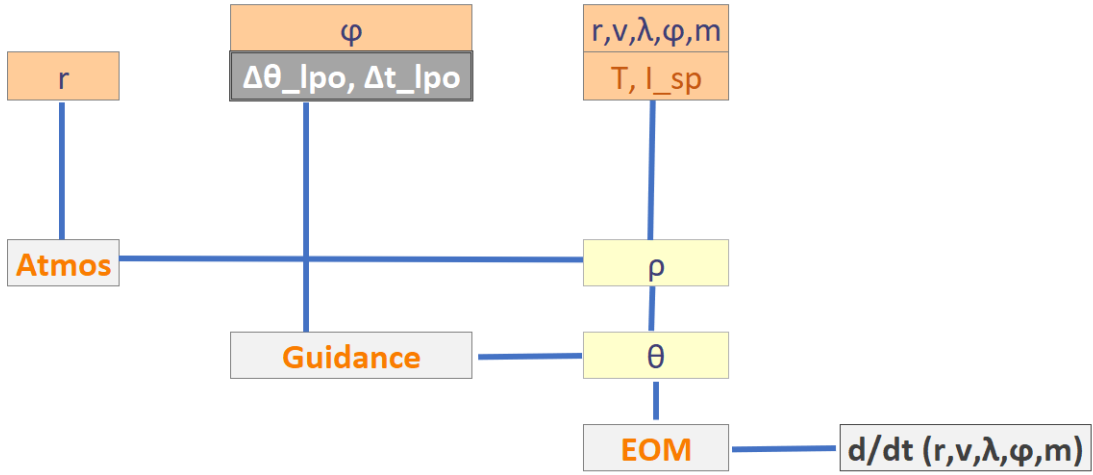 φ
r,v,λ,φ,m
r
Δθ_lpo, Δt_lpo
T, I_sp
Atmos
ρ
Guidance
θ
EOM
d/dt (r,v,λ,φ,m)